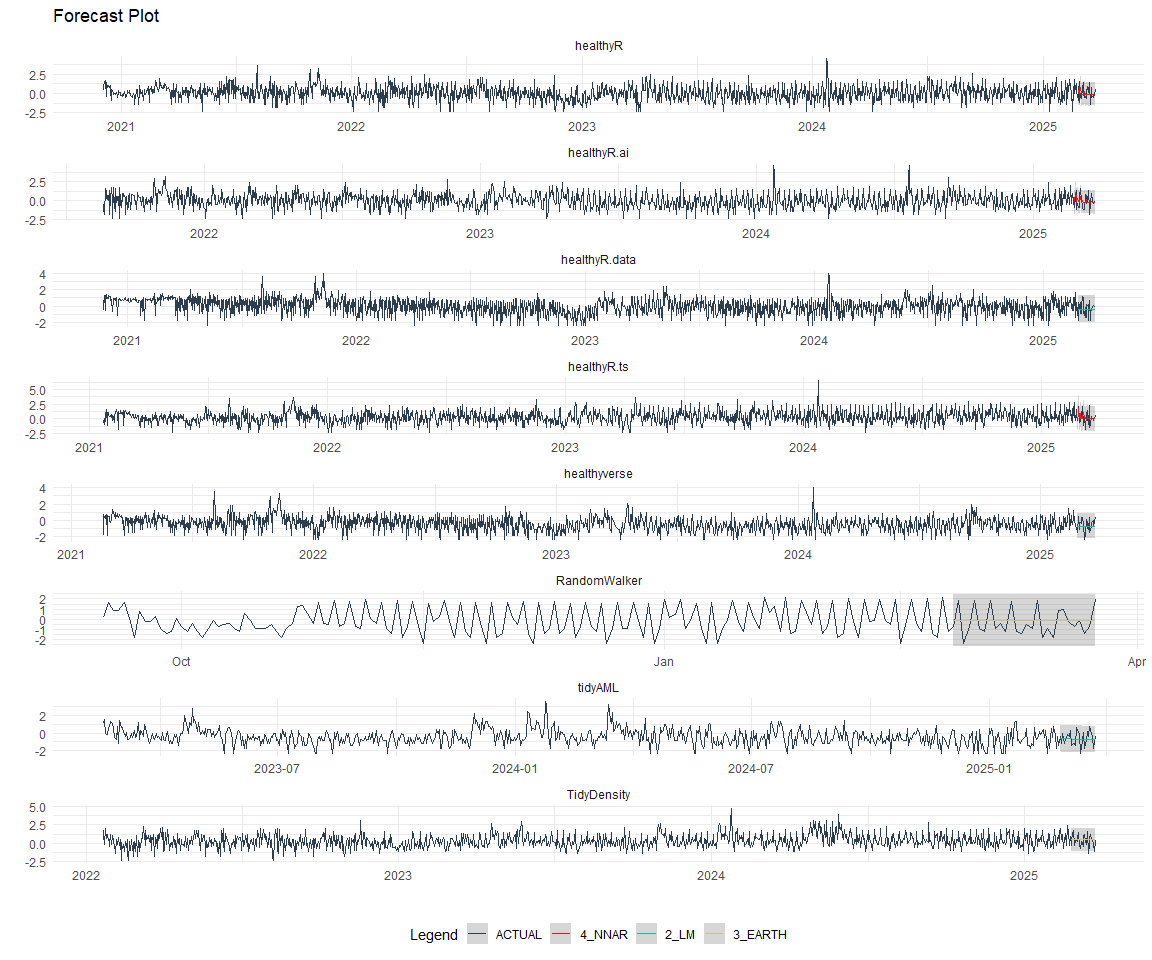 Forecast Plot
healthyR
2.5
0.0
-2.5
2021 2022 2023 2024 2025
healthyR.ai
2.5
0.0
-2.5
2022 2023 2024 2025
healthyR.data
4
2
0
-2
2021 2022 2023 2024 2025
healthyR.ts
5.0
2.5
0.0
-2.5
2021 2022 2023 2024 2025
healthyverse
4
2
0
-2
2021 2022 2023 2024 2025
RandomWalker
2
1
0
-1
-2
Oct Jan Apr
tidyAML
2
0
-2
2023-07 2024-01 2024-07 2025-01
TidyDensity
5.0
2.5
0.0
-2.5
2022 2023 2024 2025
Legend ACTUAL 4_NNAR 2_LM 3_EARTH